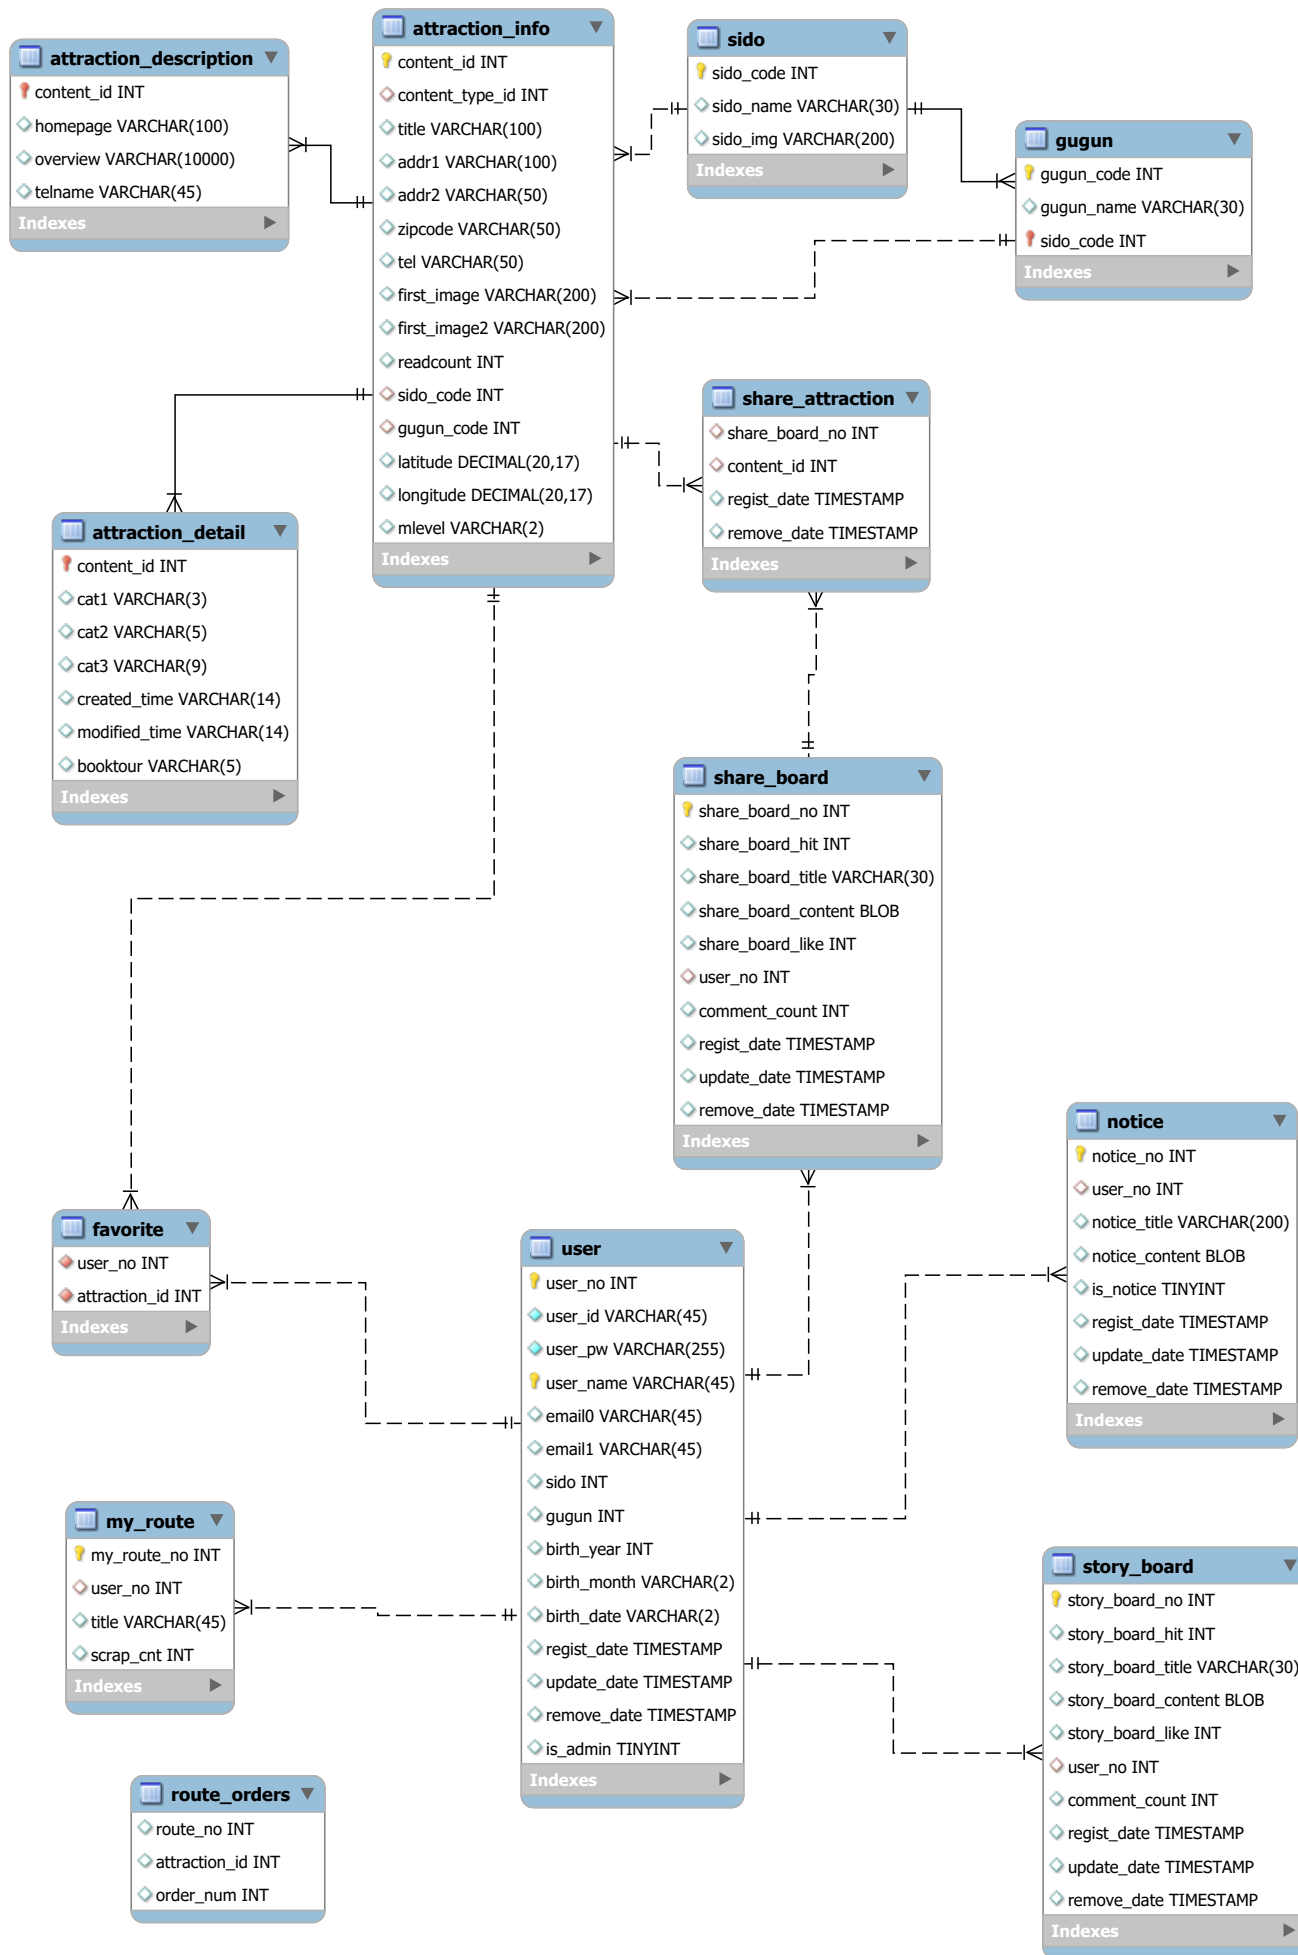 attraction_description
content_id INT
homepage VARCHAR(100)
overview VARCHAR(10000)
telname VARCHAR(45)
Indexes
attraction_info
content_id INT
content_type_id INT
title VARCHAR(100)
addr1 VARCHAR(100)
addr2 VARCHAR(50)
zipcode VARCHAR(50)
tel VARCHAR(50)
first_image VARCHAR(200)
first_image2 VARCHAR(200)
readcount INT
sido_code INT
gugun_code INT
latitude DECIMAL(20,17)
longitude DECIMAL(20,17)
mlevel VARCHAR(2)
Indexes
sido
sido_code INT
sido_name VARCHAR(30)
sido_img VARCHAR(200)
Indexes
gugun
gugun_code INT
gugun_name VARCHAR(30)
sido_code INT
Indexes
share_attraction
share_board_no INT
content_id INT
regist_date TIMESTAMP
remove_date TIMESTAMP
Indexes
attraction_detail
content_id INT
cat1 VARCHAR(3)
cat2 VARCHAR(5)
cat3 VARCHAR(9)
created_time VARCHAR(14)
modified_time VARCHAR(14)
booktour VARCHAR(5)
Indexes
share_board
share_board_no INT
share_board_hit INT
share_board_title VARCHAR(30)
share_board_content BLOB
share_board_like INT
user_no INT
comment_count INT
regist_date TIMESTAMP
update_date TIMESTAMP
remove_date TIMESTAMP
Indexes
notice
notice_no INT
user_no INT
notice_title VARCHAR(200)
notice_content BLOB
is_notice TINYINT
regist_date TIMESTAMP
update_date TIMESTAMP
remove_date TIMESTAMP
Indexes
favorite
user_no INT
attraction_id INT
Indexes
user
user_no INT
user_id VARCHAR(45)
user_pw VARCHAR(255)
user_name VARCHAR(45)
email0 VARCHAR(45)
email1 VARCHAR(45)
sido INT
gugun INT
birth_year INT
birth_month VARCHAR(2)
birth_date VARCHAR(2)
regist_date TIMESTAMP
update_date TIMESTAMP
remove_date TIMESTAMP
is_admin TINYINT
Indexes
my_route
my_route_no INT
user_no INT
title VARCHAR(45)
scrap_cnt INT
Indexes
story_board
story_board_no INT
story_board_hit INT
story_board_title VARCHAR(30)
story_board_content BLOB
story_board_like INT
user_no INT
comment_count INT
regist_date TIMESTAMP
update_date TIMESTAMP
remove_date TIMESTAMP
Indexes
route_orders
route_no INT
attraction_id INT
order_num INT